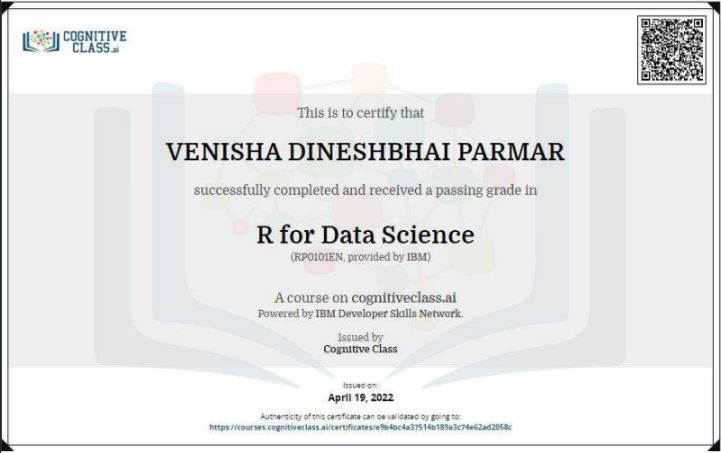 COGNITIVE
CLASS.ai
This is to certify that
VENISHA DINESHBHAI PARMAR
successfully completed and received a passing grade in
R for Data Science
(RP0101EN, provided by IBM)
A course on cognitiveclass.ai
Powered by IBM Developer Skills Network.
Issued by
Cognitive Class
Issued on:
April 19, 2022
Authenticity of this certificate can be validated by going to:
https://courses.cognitiveclass.ai/certificates/e9b4bc4a37514b189a3c74e62ad2058c